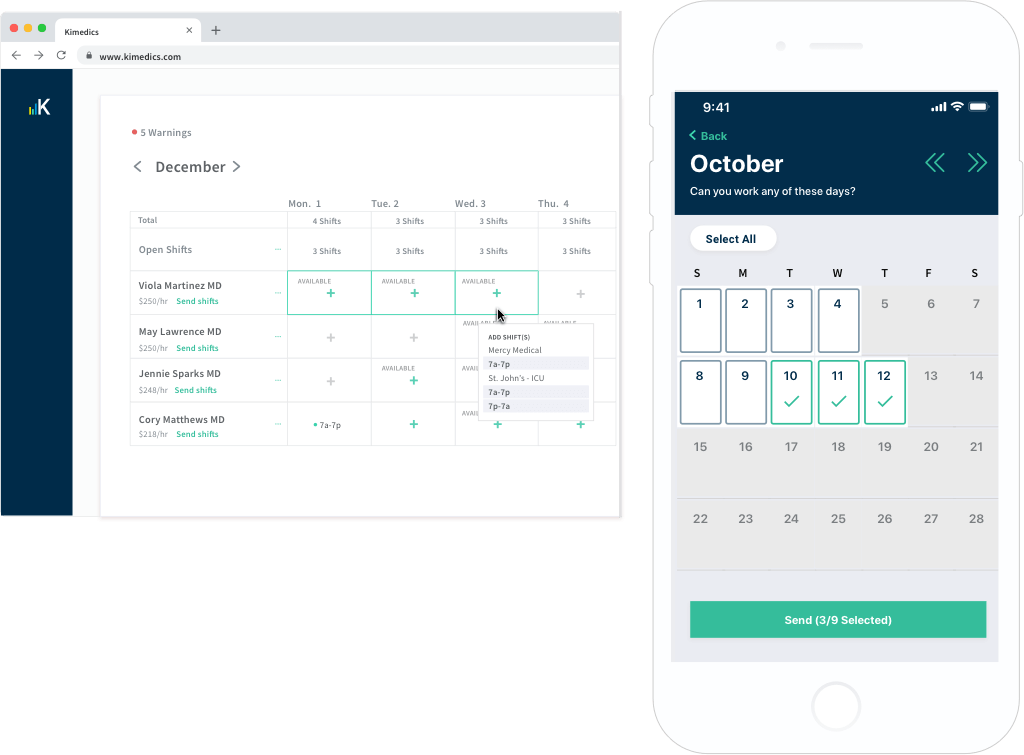 Kimedics
www.kimedics.com
K
5 Warnings
December
Mon. 1 Tue. 2 Wed. 3 Thu. 4
Total 4 Shifts 3 Shifts 3 Shifts 3 Shifts
Open Shifts 3 Shifts 3 Shifts 3 Shifts 3 Shifts
AVAILABLE AVAILABLE AVAILABLE
Viola Martinez MD
$250/hr Send shifts
May Lawrence MD
$250/hr Send shifts
Jennie Sparks MD
AVAILABLE
$248/hr Send shifts
Cory Matthews MD
AVAILABLE
7a-7p
$218/hr Send shifts
ADD SHIFT(S)
Mercy Medical
7a-7p
St. John's - ICU
7a-7p
7p-7a
9:41
Back
October
Can you work any of these days?
Select All
S M T W T F S
1 2 3 4 5 6 7
8 9 10 11 12 13 14
15 16 17 18 19 20 21
22 23 24 25 26 27 28
Send (3/9 Selected)